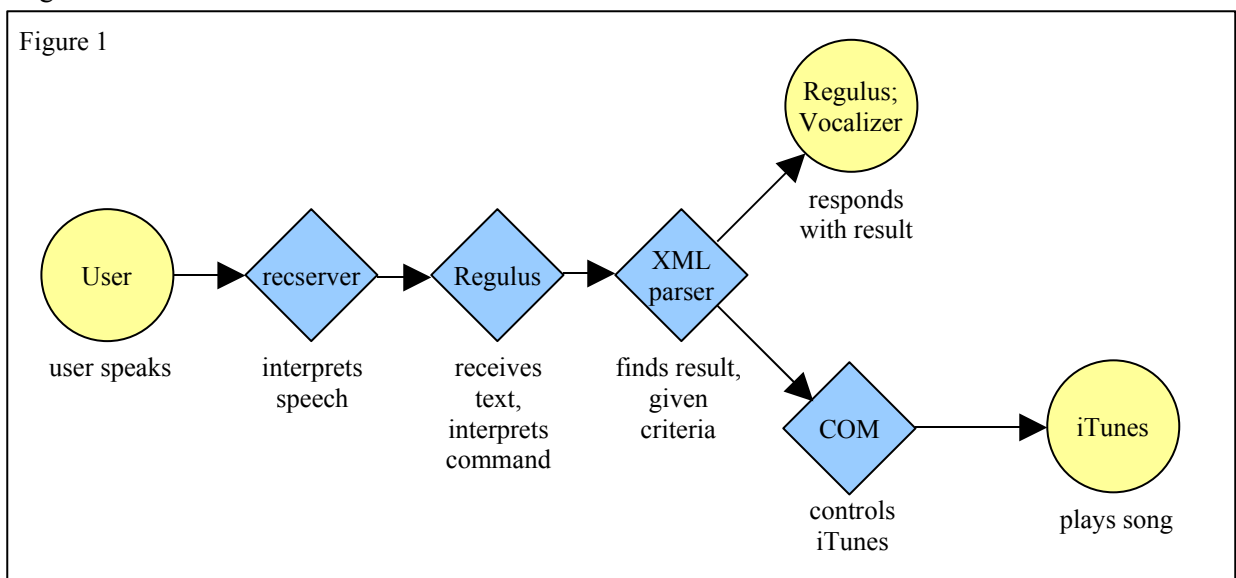 Figure 1
Regulus;
Vocalizer
responds
with result
User
user speaks
recserver
interprets
speech
Regulus
receives
text,
interprets
command
XML
parser
finds result,
given
criteria
COM
controls
iTunes
iTunes
plays song